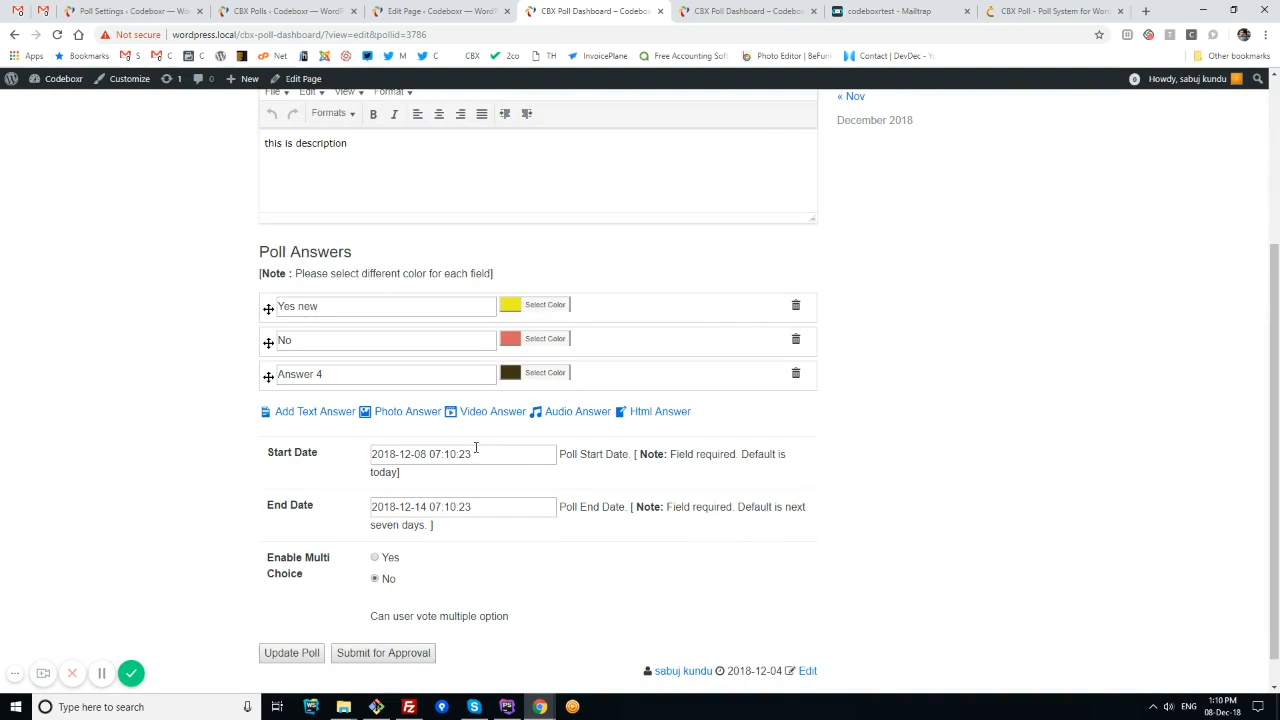 Poll Settings ‹ Codeboxr — Wor
CBX Polls ‹ Codeboxr — WordPr
Edit Page ‹ Codeboxr — WordPr
CBX Poll Dashboard – Codebox
CBX Poll Dashboard – Codebox
codeboxrtest - Mailtrap
CBX Poll - Poll System for Word
Not secure | wordpress.local/cbx-poll-dashboard/?view=edit&pollid=3786
Apps Bookmarks S C C Net M C CBX 2co TH InvoicePlane Free Accounting Soft Photo Editor | BeFun Contact | DevDec - De Other bookmarks
Codeboxr Customize 1 0 New Edit Page 0 Howdy, sabuj kundu
File Edit View Format
« Nov
Formats B I
December 2018
this is description
Poll Answers
[Note : Please select different color for each field]
Yes new Select Color
No Select Color
Answer 4 Select Color
Add Text Answer Photo Answer Video Answer Audio Answer Html Answer
Start Date 2018-12-08 07:10:23 Poll Start Date. [ Note: Field required. Default is
today]
End Date 2018-12-14 07:10:23 Poll End Date. [ Note: Field required. Default is next
seven days. ]
Enable Multi
Choice
Yes
No
Can user vote multiple option
Update Poll Submit for Approval
sabuj kundu 2018-12-04 Edit
Type here to search
ENG
1:10 PM
08-Dec-18